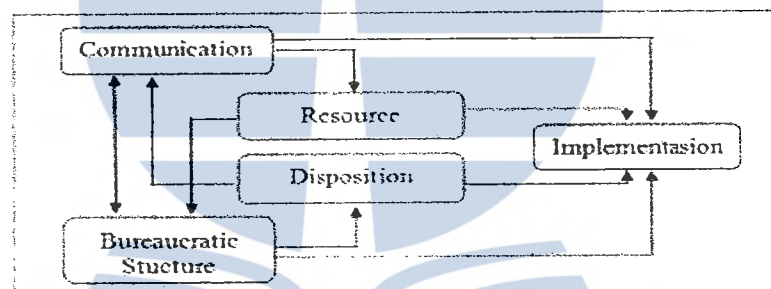 Communication
Resource
Implementasion
Disposition
Bureaucratic
Stucture